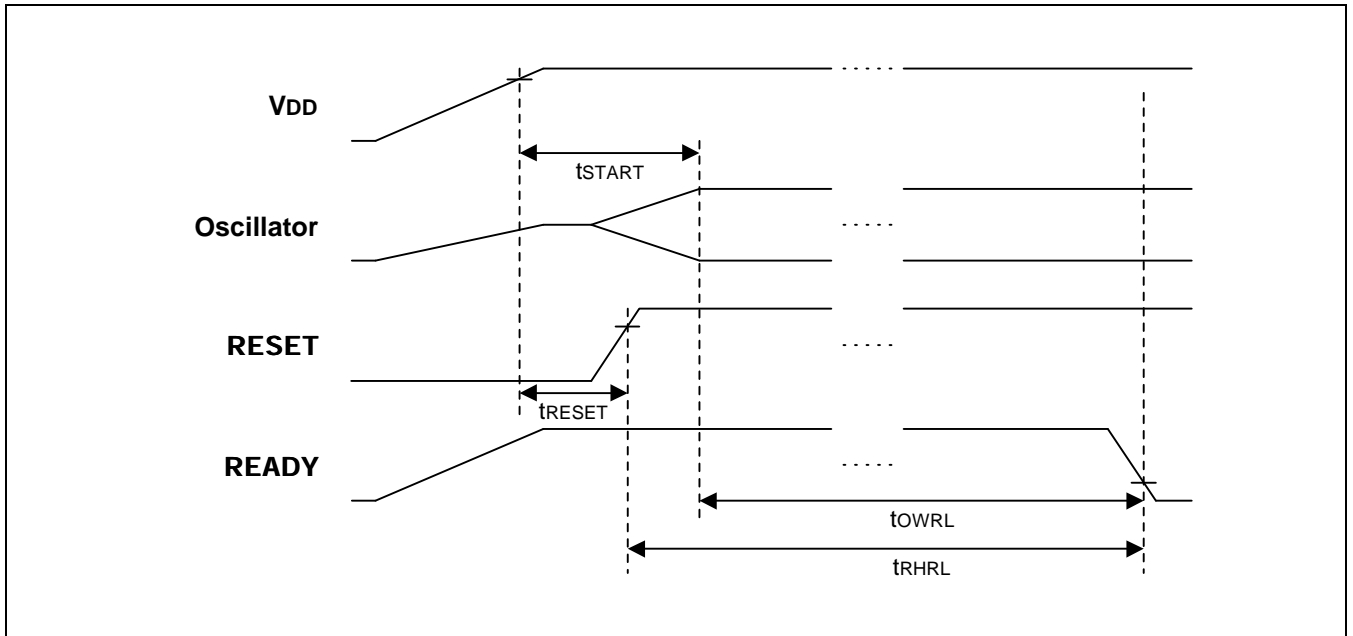 VDD
tSTART
Oscillator
RESET
tRESET
READY
tOWRL
tRHRL